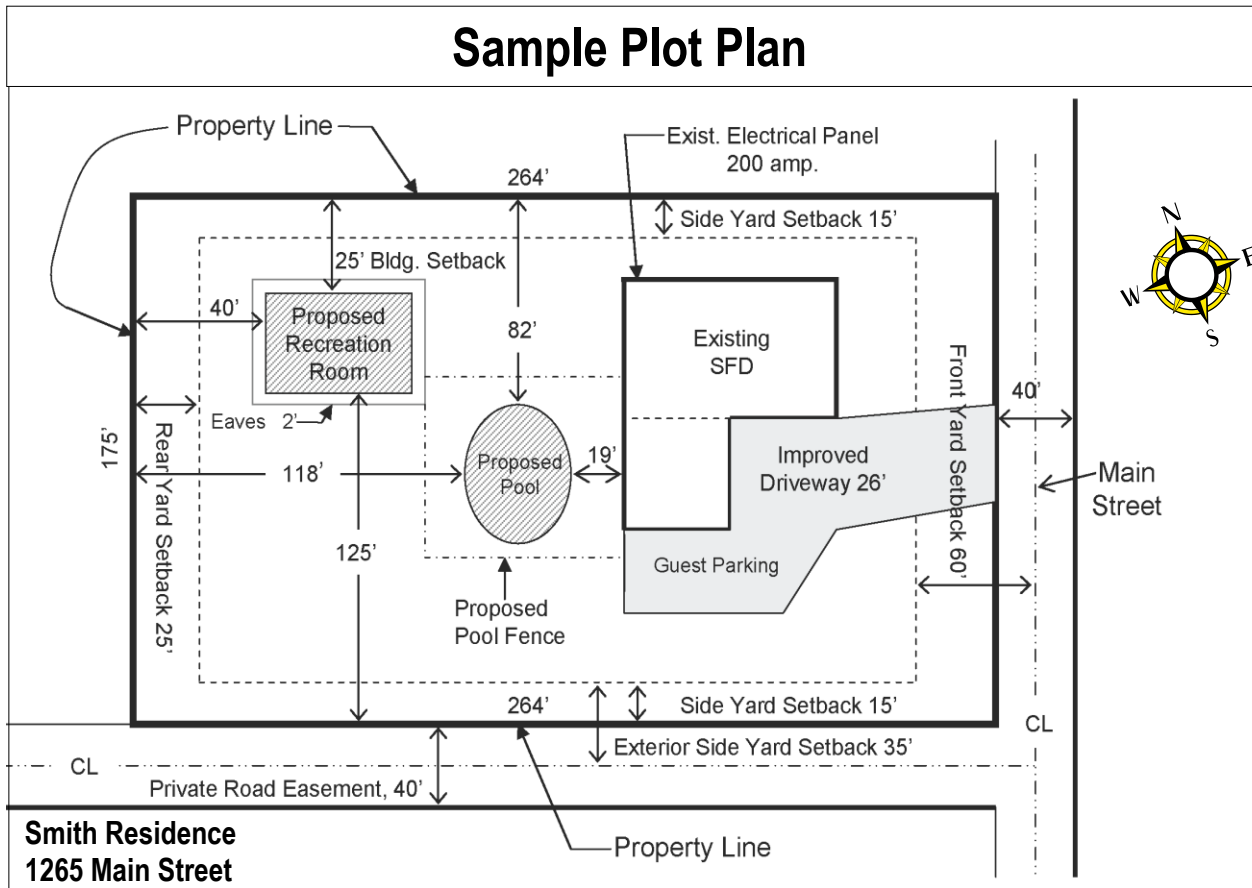 Sample Plot Plan
Property Line
Exist. Electrical Panel
200 amp.
264’
Side Yard Setback 15’
N
E
W
S
25’ Bldg. Setback
40’
Proposed
Recreation
Room
82’
Existing
SFD
Front Yard Setback 60’
40’
Eaves 2’
175’
Rear Yard Setback 25’
118’
Proposed
Pool
19’
Improved
Driveway 26’
Main
Street
125’
Guest Parking
Proposed
Pool Fence
264’
Side Yard Setback 15’
CL
Exterior Side Yard Setback 35’
CL
Private Road Easement, 40’
Smith Residence
1265 Main Street
Property Line